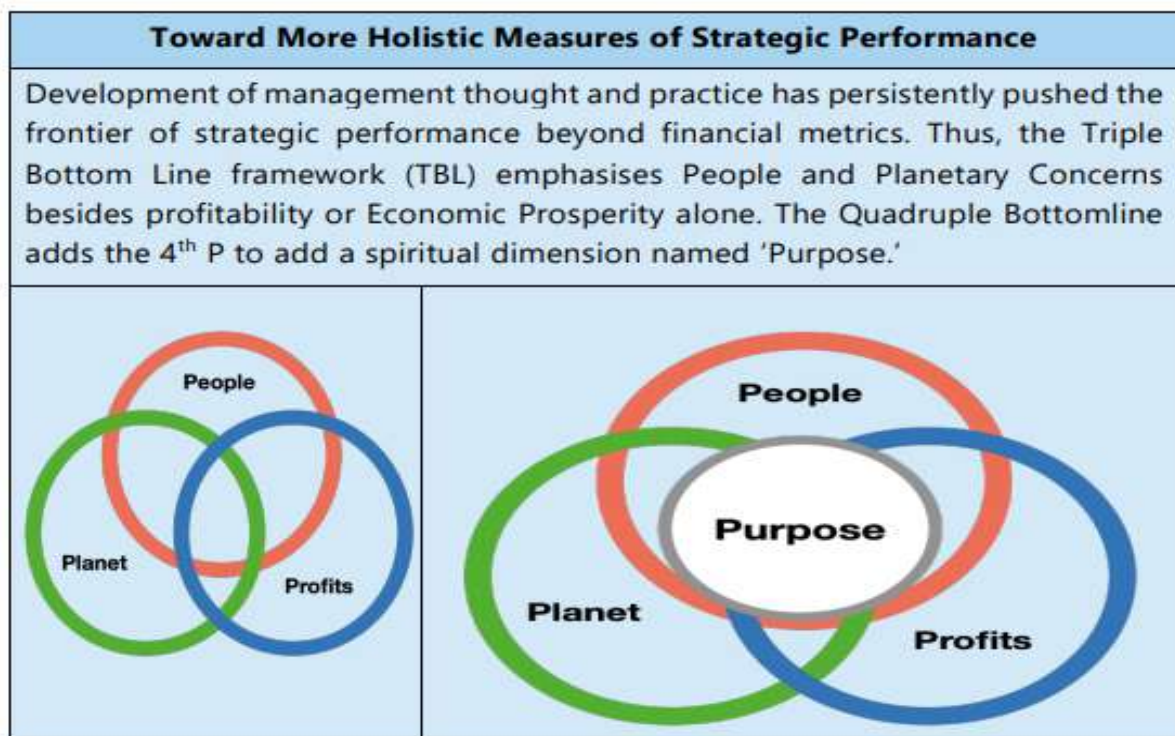 Toward More Holistic Measures of Strategic Performance
Development of management thought and practice has persistently pushed the
frontier of strategic performance beyond financial metrics. Thus, the Triple
Bottom Line framework (TBL) emphasises People and Planetary Concerns
besides profitability or Economic Prosperity alone. The Quadruple Bottomline
adds the 4th P to add a spiritual dimension named ‘Purpose.’
People
Planet
Profits
People
Purpose
Planet
Profits